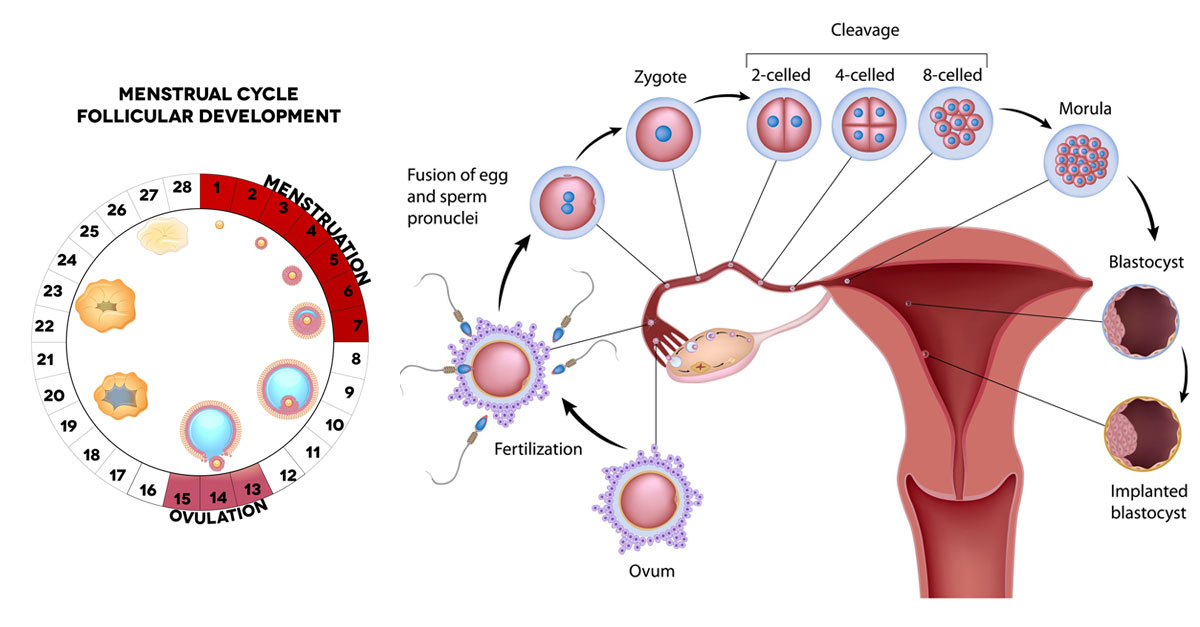 MENSTRUAL CYCLE
FOLLICULAR DEVELOPMENT
1
2
3
4
5
6
7
8
9
10
11
12
13
14
15
16
17
18
19
20
21
22
23
24
25
26
27
28
MENSTRUATION
OVULATION
Cleavage
Zygote
2-celled
4-celled
8-celled
Morula
Fusion of egg
and sperm
pronuclei
Blastocyst
Fertilization
Implanted
blastocyst
Ovum